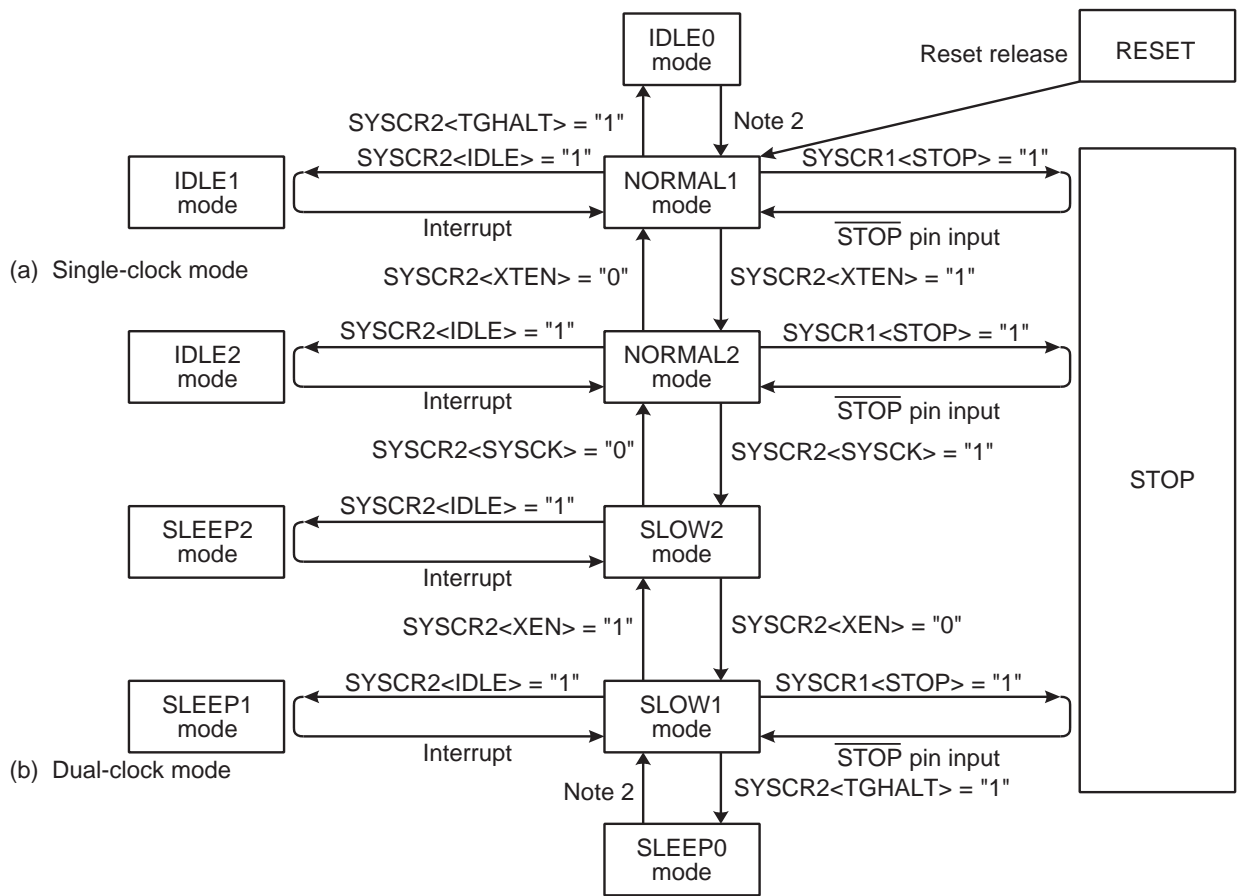 IDLE0
mode
Reset release
RESET
SYSCR2<TGHALT> = "1"
Note 2
SYSCR2<IDLE> = "1"
SYSCR1<STOP> = "1"
IDLE1
mode
NORMAL1
mode
Interrupt
STOP pin input
(a) Single-clock mode
SYSCR2<XTEN> = "0"
SYSCR2<XTEN> = "1"
SYSCR2<IDLE> = "1"
SYSCR1<STOP> = "1"
IDLE2
mode
NORMAL2
mode
Interrupt
STOP pin input
SYSCR2<SYSCK> = "0"
SYSCR2<SYSCK> = "1"
STOP
SYSCR2<IDLE> = "1"
SLEEP2
mode
SLOW2
mode
Interrupt
SYSCR2<XEN> = "1"
SYSCR2<XEN> = "0"
SYSCR2<IDLE> = "1"
SYSCR1<STOP> = "1"
SLEEP1
mode
SLOW1
mode
Interrupt
STOP pin input
(b) Dual-clock mode
Note 2
SYSCR2<TGHALT> = "1"
SLEEP0
mode